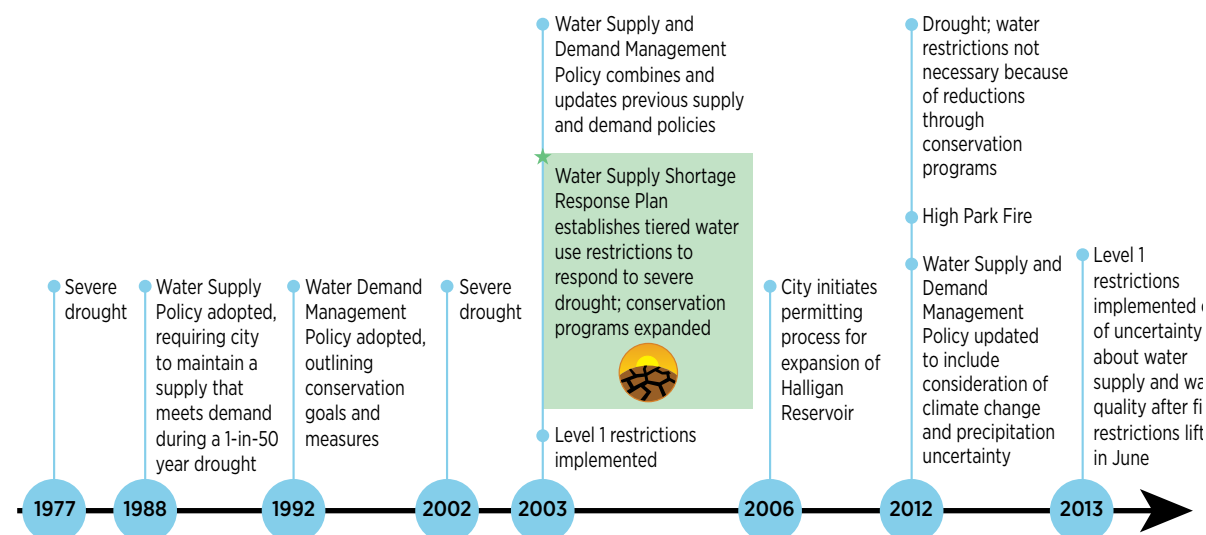 Severe
drought
Water Supply
Policy adopted,
requiring city
to maintain a
supply that
meets demand
during a 1-in-50
year drought
Water Demand
Management
Policy adopted,
outlining
conservation
goals and
measures
Severe
drought
Water Supply and
Demand Management
Policy combines and
updates previous supply
and demand policies
Water Supply Shortage
Response Plan
establishes tiered water
use restrictions to
respond to severe
drought; conservation
programs expanded
Level 1 restrictions
implemented
City initiates
permitting
process for
expansion of
Halligan
Reservoir
Drought; water
restrictions not
necessary because
of reductions
through
conservation
programs
High Park Fire
Water Supply and
Demand
Management
Policy updated
to include
consideration of
climate change
and precipitation
uncertainty
Level 1
restrictions
implemented
of uncertainty
about water
supply and
quality after
restrictions
in June
1977 1988 1992 2002 2003 2006 2012 2013